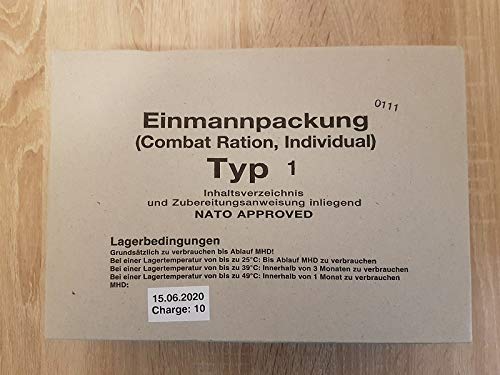 0111
Einmannpackung
(Combat Ration, Individual)
Typ 1
Inhaltsverzeichnis
und Zubereitungsanweisung inliegend
NATO APPROVED
Lagerbedingungen
Grundsätzlich zu verbrauchen bis Ablauf MHD!
Bei einer Lagertemperatur von bis zu 25°C: Bis Ablauf MHD zu verbrauchen
Bei einer Lagertemperatur von bis zu 39°C: Innerhalb von 3 Monaten zu verbrauchen
Bei einer Lagertemperatur von bis zu 49°C: Innerhalb von 1 Monat zu verbrauchen
MHD:
15.06.2020
Charge: 10